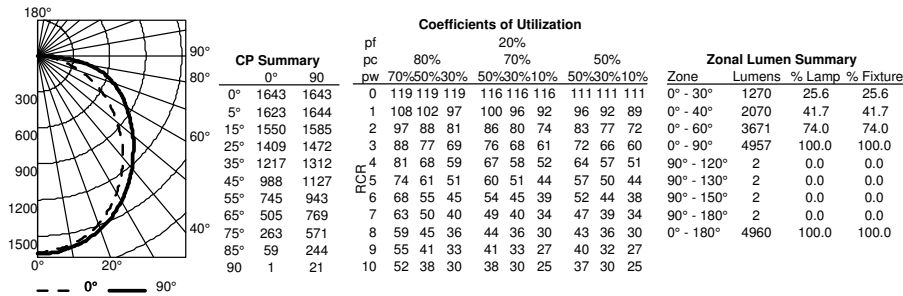 180°
90°
80°
60°
40°
300
600
900
1200
1500
0° 20°
0° 90°
CP Summary
0° 90
0° 1643 1643
5° 1623 1644
15° 1550 1585
25° 1409 1472
35° 1217 1312
45° 988 1127
55° 745 943
65° 505 769
75° 263 571
85° 59 244
90 1 21
Coefficients of Utilization
pf 20%
pc 80% 70% 50%
pw 70%50%30% 50%30%10% 50%30%10%
RCR
0 119 119 119 116 116 116 111 111 111
1 108 102 97 100 96 92 96 92 89
2 97 88 81 86 80 74 83 77 72
3 88 77 69 76 68 61 72 66 60
4 81 68 59 67 58 52 64 57 51
5 74 61 51 60 51 44 57 50 44
6 68 55 45 54 45 39 52 44 38
7 63 50 40 49 40 34 47 39 34
8 59 45 36 44 36 30 43 36 30
9 55 41 33 41 33 27 40 32 27
10 52 38 30 38 30 25 37 30 25
Zonal Lumen Summary
Zone Lumens % Lamp % Fixture
0° - 30° 1270 25.6 25.6
0° - 40° 2070 41.7 41.7
0° - 60° 3671 74.0 74.0
0° - 90° 4957 100.0 100.0
90° - 120° 2 0.0 0.0
90° - 130° 2 0.0 0.0
90° - 150° 2 0.0 0.0
90° - 180° 2 0.0 0.0
0° - 180° 4960 100.0 100.0